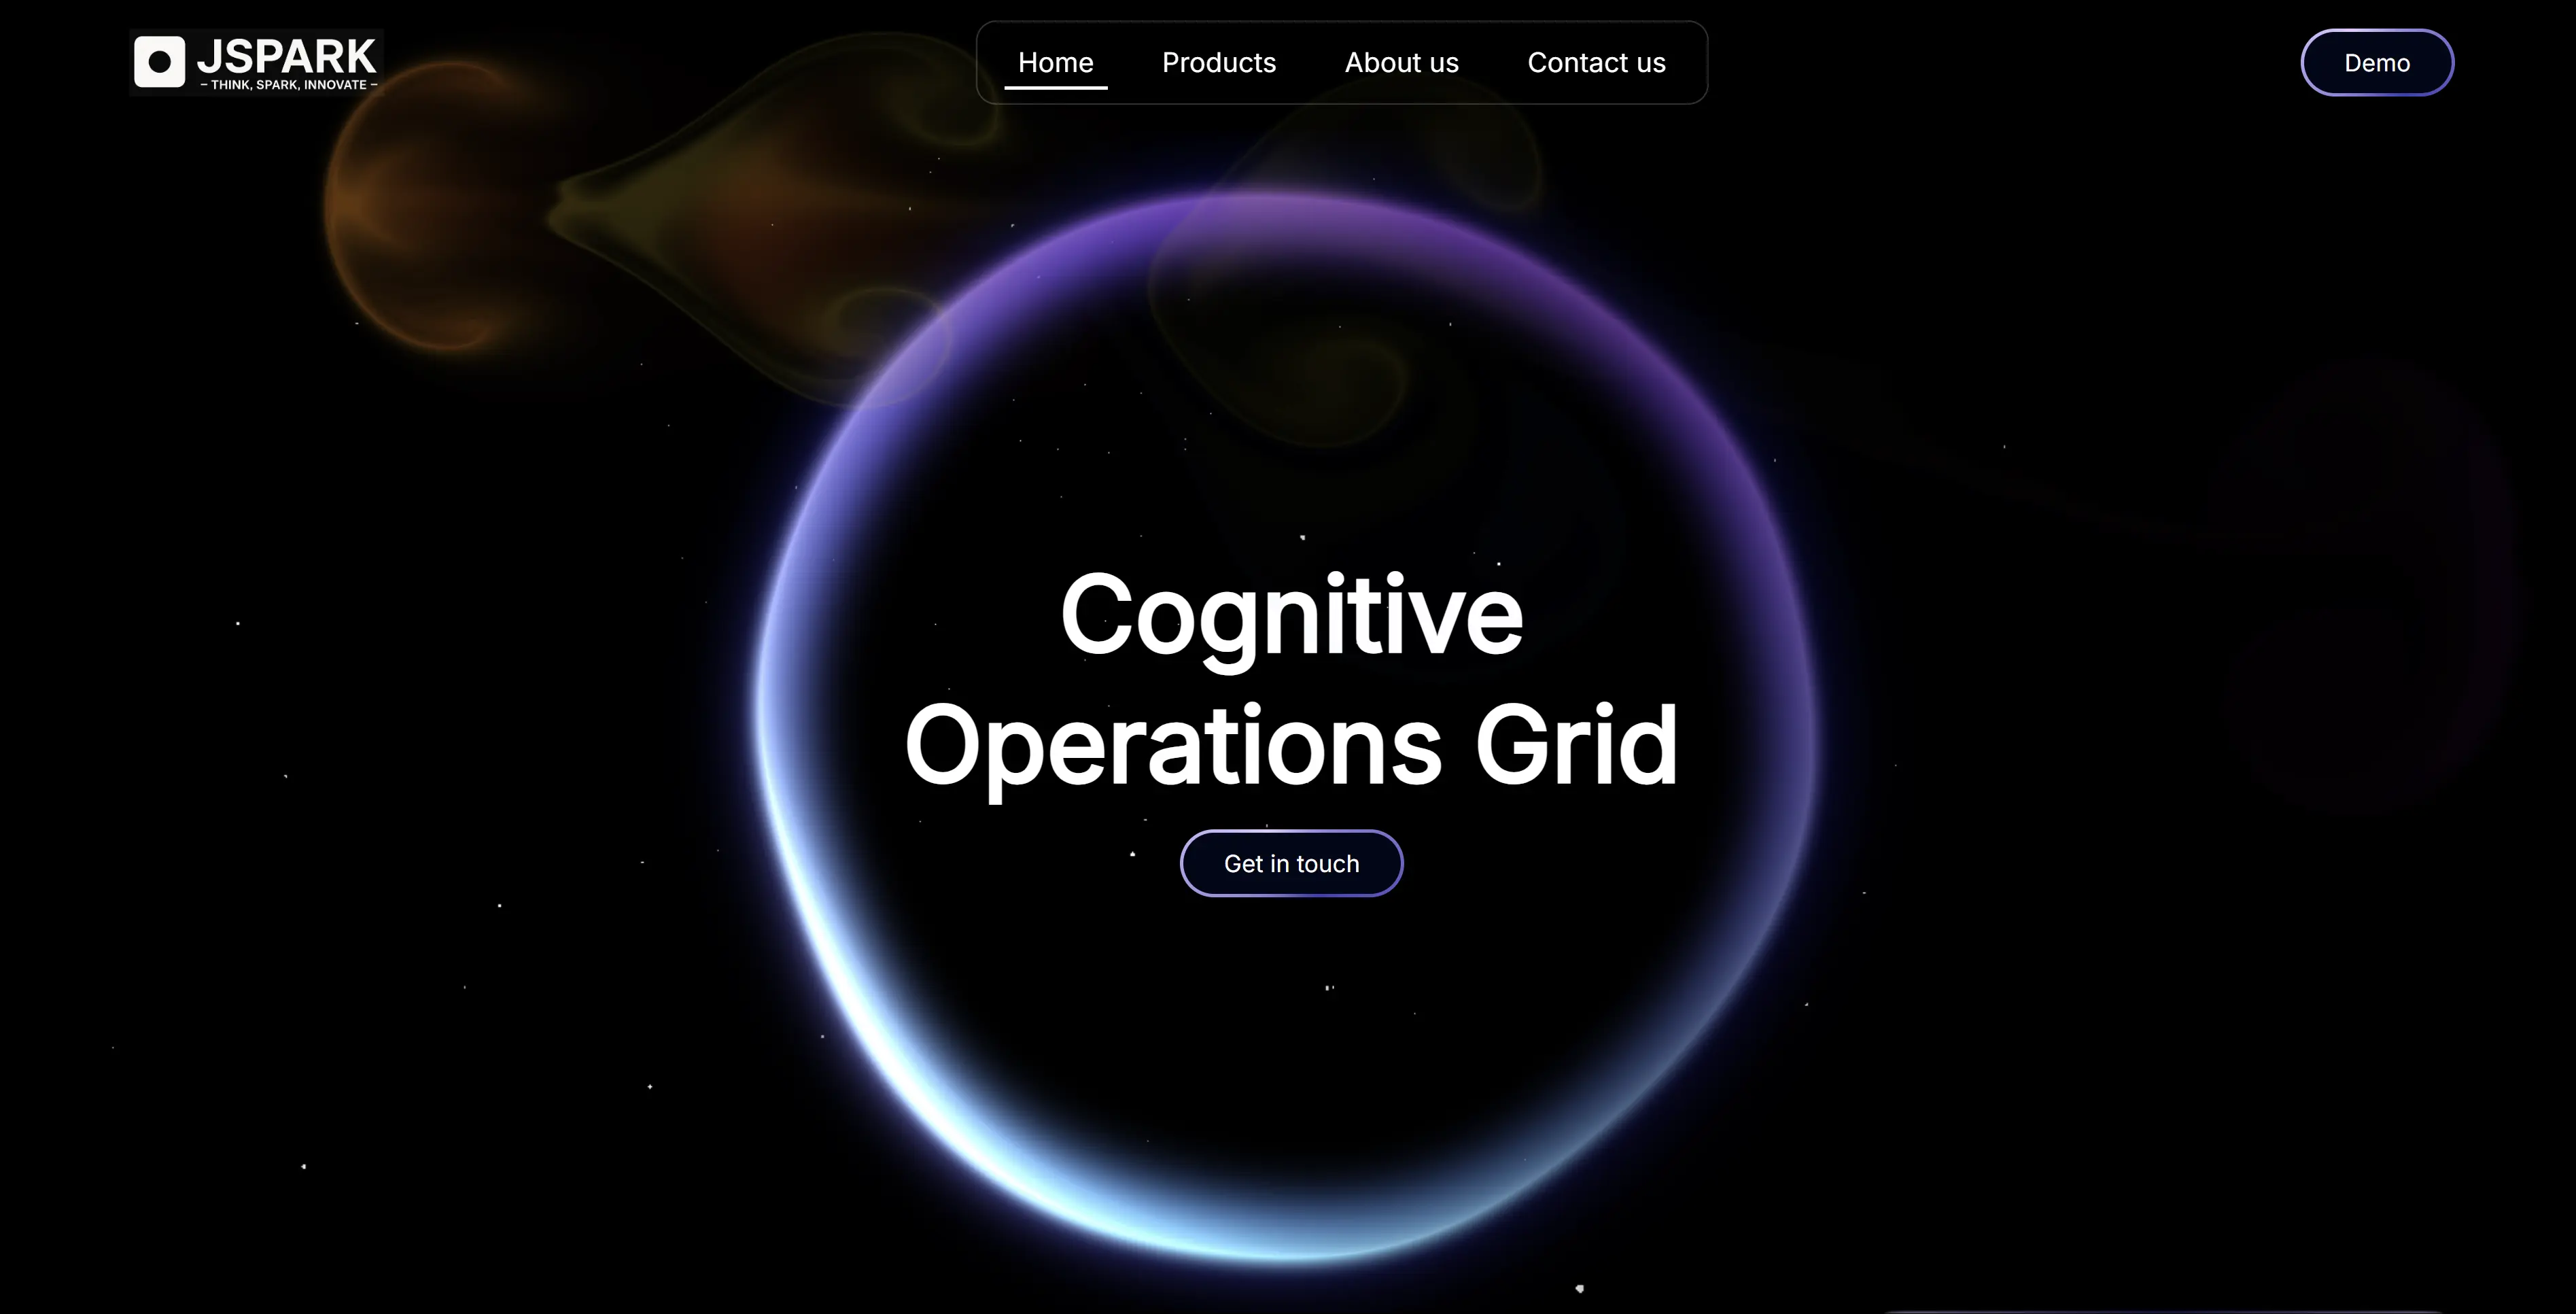 JSPARK
– THINK, SPARK, INNOVATE –
Home
Products
About us
Contact us
Demo
Cognitive
Operations Grid
Get in touch